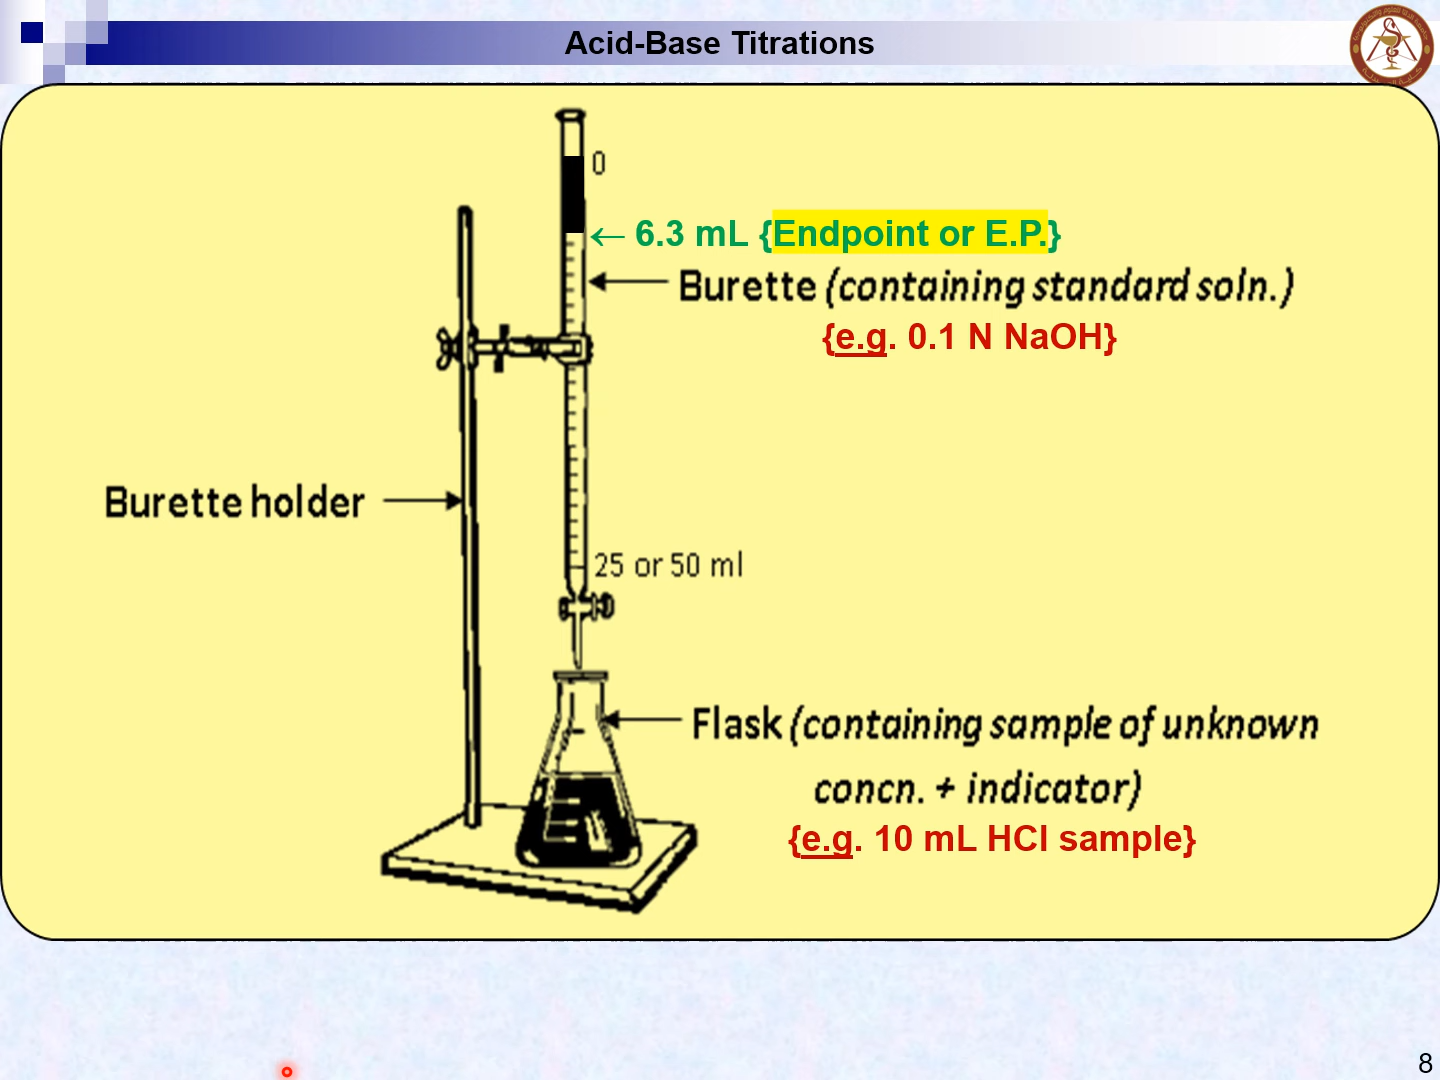 Acid-Base Titrations
0
← 6.3 mL {Endpoint or E.P.}
Burette (containing standard soln.)
{e.g. 0.1 N NaOH}
Burette holder
25 or 50 ml
Flask (containing sample of unknown
concn. + indicator)
{e.g. 10 mL HCl sample}
8